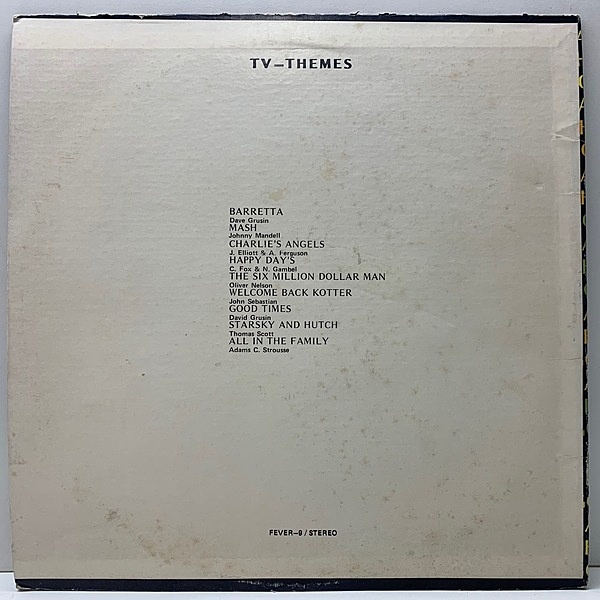 TV–THEMES
BARRETTA
Dave Grusin
MASH
Johnny Mandell
CHARLIE'S ANGELS
J. Elliott & A. Ferguson
HAPPY DAY'S
C. Fox & N. Gambel
THE SIX MILLION DOLLAR MAN
Oliver Nelson
WELCOME BACK KOTTER
John Sebastian
GOOD TIMES
David Grusin
STARSKY AND HUTCH
Thomas Scott
ALL IN THE FAMILY
Adams C. Strousse
FEVER–9 / STEREO